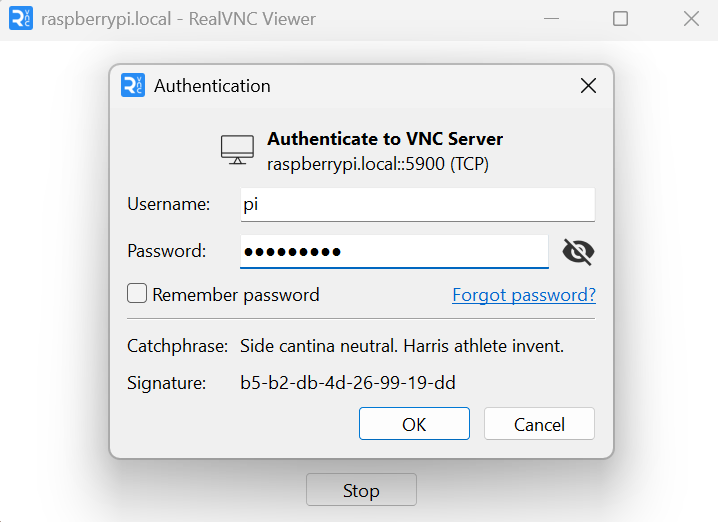 raspberrypi.local - RealVNC Viewer
Authentication
Authenticate to VNC Server
raspberrypi.local::5900 (TCP)
Username: pi
Password: ●●●●●●●●●
Remember password Forgot password?
Catchphrase: Side cantina neutral. Harris athlete invent.
Signature: b5-b2-db-4d-26-99-19-dd
OK Cancel
Stop